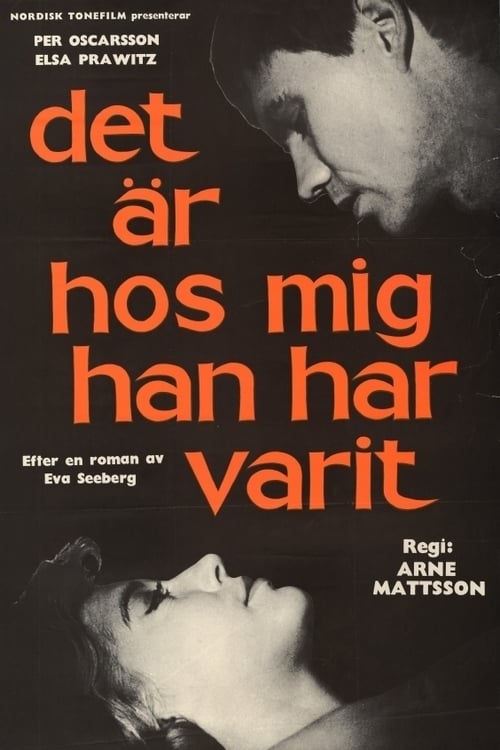 NORDISK TONEFILM presenterar
PER OSCARSSON
ELSA PRAWITZ
det
är
hos mig
han har
varit
Efter en roman av
Eva Seeberg
Regi:
ARNE
MATTSSON